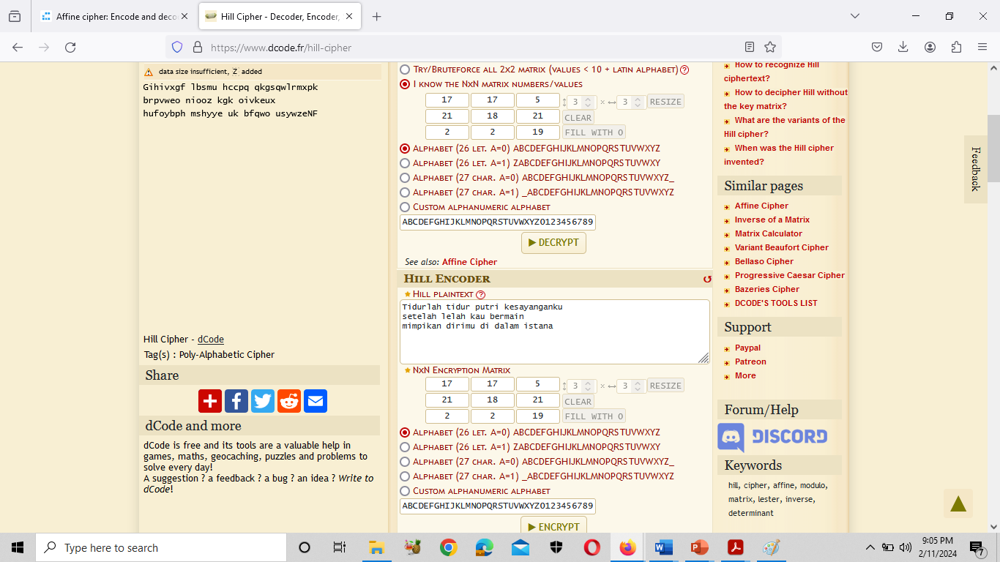 Affine cipher: Encode and deco
Hill Cipher - Decoder, Encoder,
https://www.dcode.fr/hill-cipher
data size insufficient, Z added
Gihivxgf lbsmu hccpq qkgsqwlrmxpk
brpvweo niooz kgk oivkeux
hufoybph mshyye uk bfqwo usywzeNF
Hill Cipher - dCode
Tag(s) : Poly-Alphabetic Cipher
Share
dCode and more
dCode is free and its tools are a valuable help in
games, maths, geocaching, puzzles and problems to
solve every day!
A suggestion ? a feedback ? a bug ? an idea ? Write to
dCode!
Try/Bruteforce all 2x2 matrix (values < 10 + latin alphabet) ?
I know the NxN matrix numbers/values
17 17 5 3 × 3 RESIZE
21 18 21 CLEAR
2 2 19 FILL WITH 0
Alphabet (26 let. A=0) ABCDEFGHIJKLMNOPQRSTUVWXYZ
Alphabet (26 let. A=1) ZABCDEFGHIJKLMNOPQRSTUVWXY
Alphabet (27 char. A=0) ABCDEFGHIJKLMNOPQRSTUVWXYZ_
Alphabet (27 char. A=1) _ABCDEFGHIJKLMNOPQRSTUVWXYZ
Custom alphanumeric alphabet
ABCDEFGHIJKLMNOPQRSTUVWXYZ0123456789
DECRYPT
See also: Affine Cipher
Hill Encoder
Hill plaintext ?
Tidurlah tidur putri kesayanganku
setelah lelah kau bermain
mimpikan dirimu di dalam istana
NxN Encryption Matrix
17 17 5 3 × 3 RESIZE
21 18 21 CLEAR
2 2 19 FILL WITH 0
Alphabet (26 let. A=0) ABCDEFGHIJKLMNOPQRSTUVWXYZ
Alphabet (26 let. A=1) ZABCDEFGHIJKLMNOPQRSTUVWXY
Alphabet (27 char. A=0) ABCDEFGHIJKLMNOPQRSTUVWXYZ_
Alphabet (27 char. A=1) _ABCDEFGHIJKLMNOPQRSTUVWXYZ
Custom alphanumeric alphabet
ABCDEFGHIJKLMNOPQRSTUVWXYZ0123456789
ENCRYPT
How to recognize Hill
ciphertext?
How to decipher Hill without
the key matrix?
What are the variants of the
Hill cipher?
When was the Hill cipher
invented?
Similar pages
Affine Cipher
Inverse of a Matrix
Matrix Calculator
Variant Beaufort Cipher
Bellaso Cipher
Progressive Caesar Cipher
Bazeries Cipher
DCODE'S TOOLS LIST
Support
Paypal
Patreon
More
Forum/Help
DISCORD
Keywords
hill, cipher, affine, modulo,
matrix, lester, inverse,
determinant
Feedback
Type here to search
9:05 PM
2/11/2024
7